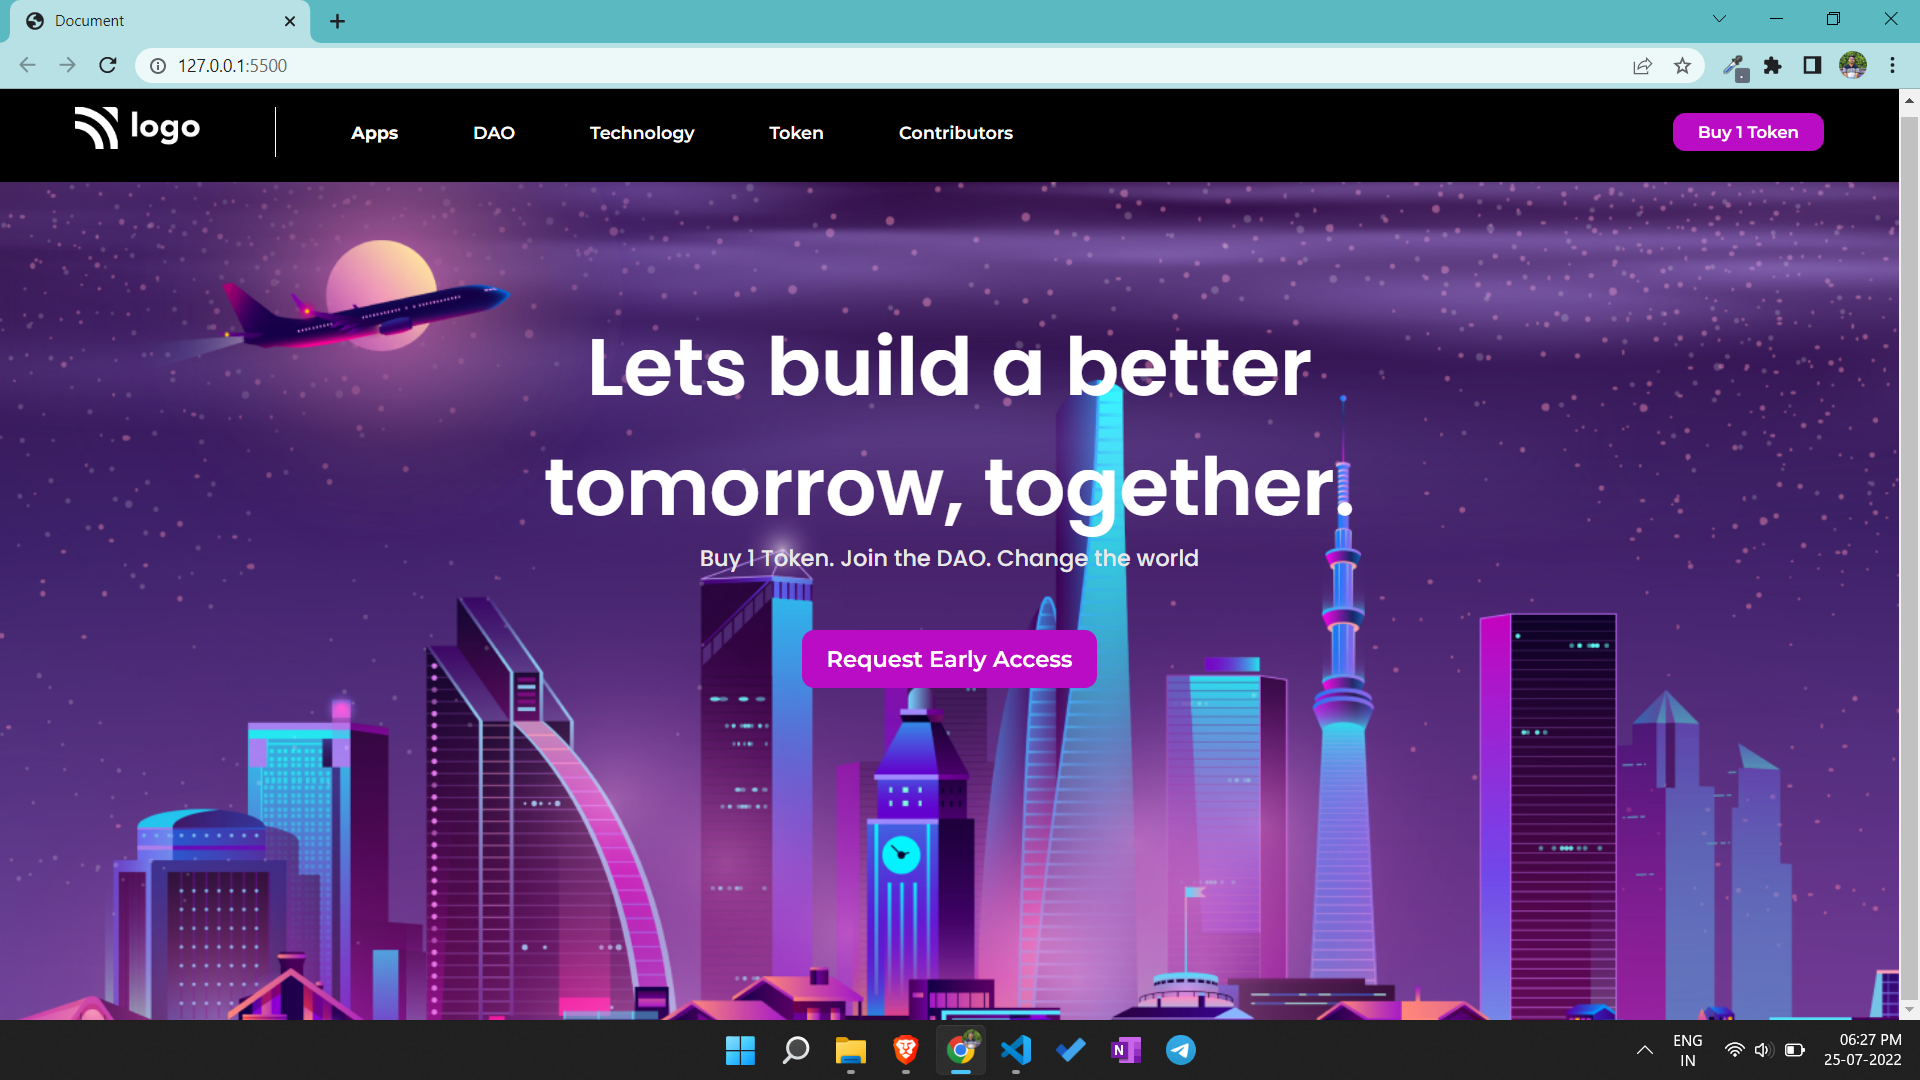 Document
127.0.0.1:5500
logo
Apps
DAO
Technology
Token
Contributors
Buy 1 Token
Lets build a better
tomorrow, together.
Buy 1 Token. Join the DAO. Change the world
Request Early Access
N
ENG
IN
06:27 PM
25-07-2022